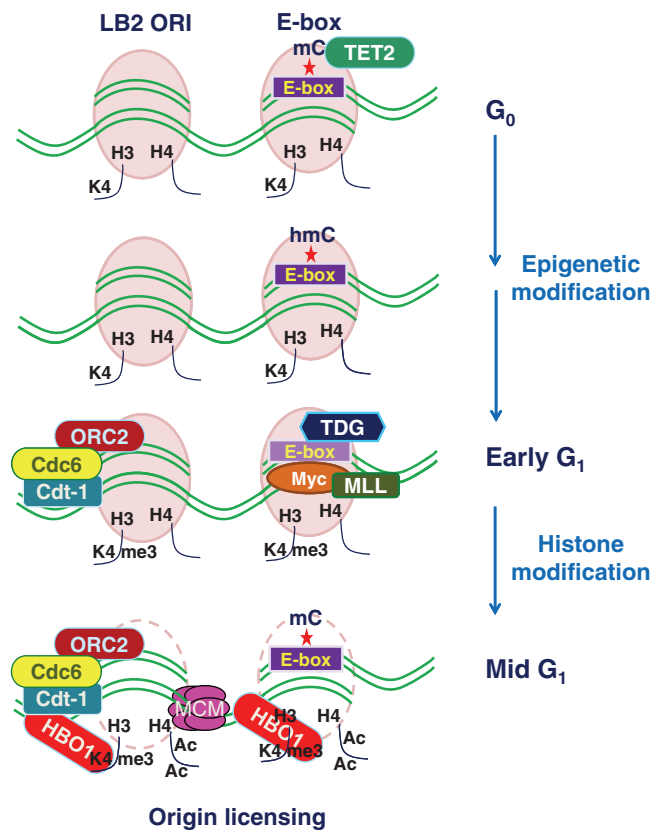 LB2 ORI E-box
mC TET2
E-box
G0
H3 H4 H3 H4
K4 K4
hmC
E-box
Epigenetic
modification
H3 H4 H3 H4
K4 K4
ORC2 TDG
Cdc6 E-box
Early G1
Cdt-1 Myc MLL
H3 H4 H3 H4
K4 me3 K4 me3
Histone
modification
mC
ORC2 E-box
Cdc6
Mid G1
Cdt-1 MCM
HBO1 H3 H4 HBO1 H3 H4
K4 me3 Ac K4 me3 Ac
Ac Ac
Origin licensing